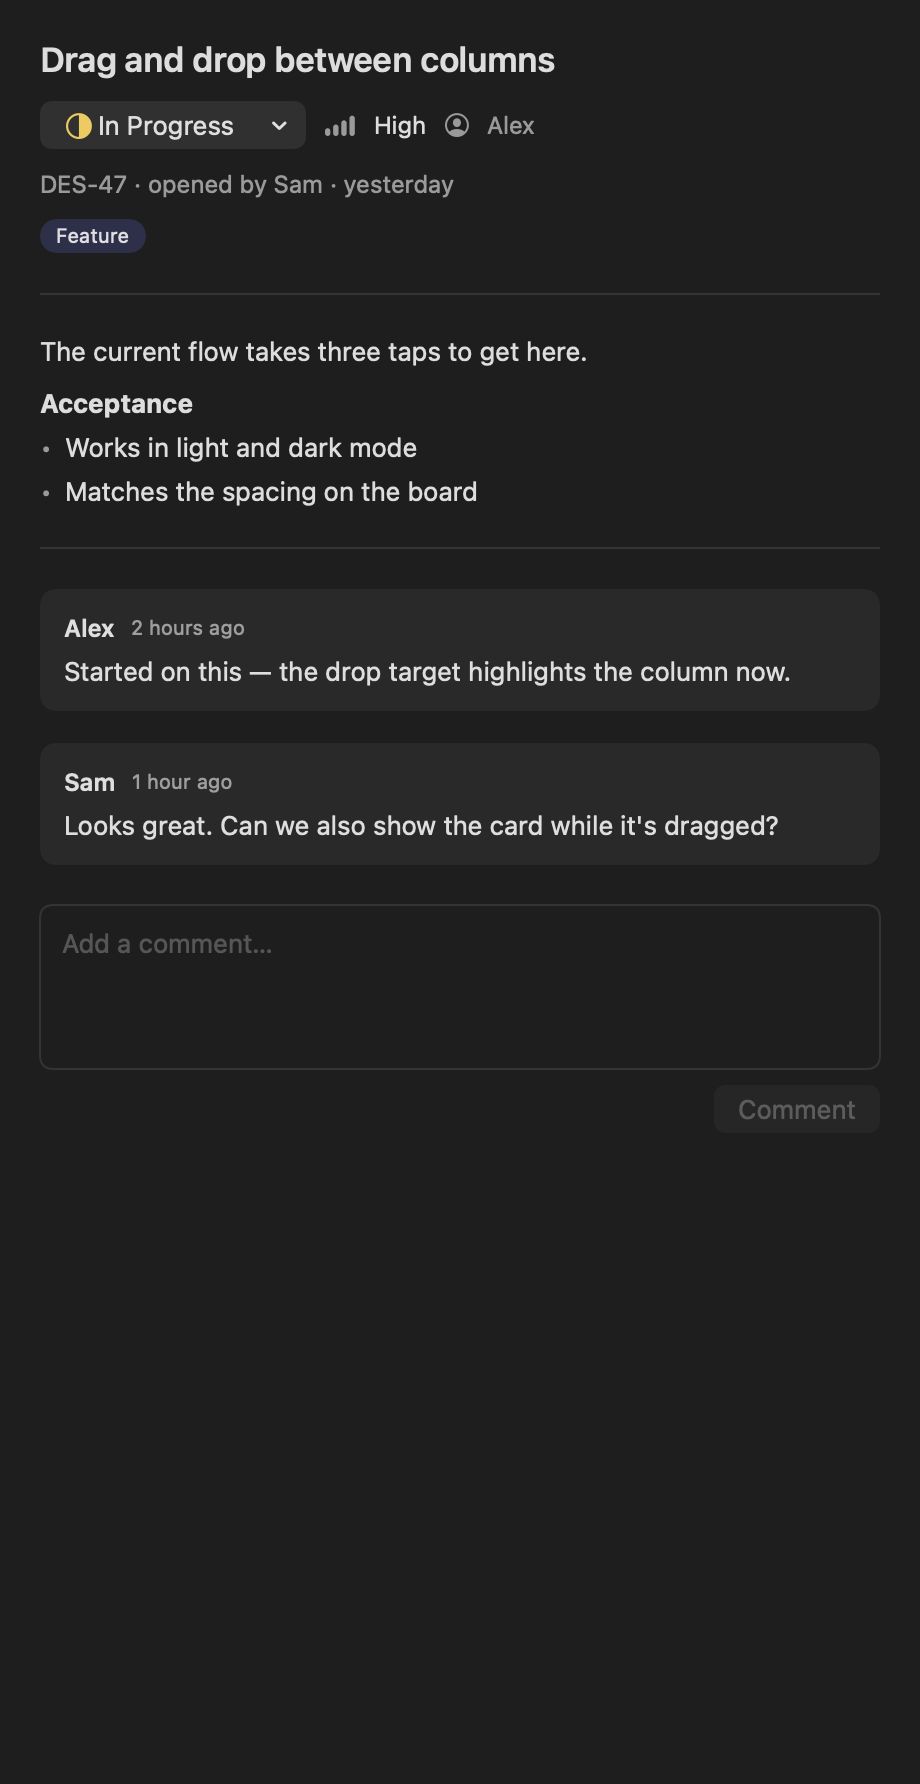 Drag and drop between columns
In Progress High Alex
DES-47 · opened by Sam · yesterday
Feature
The current flow takes three taps to get here.
Acceptance
• Works in light and dark mode
• Matches the spacing on the board
Alex 2 hours ago
Started on this — the drop target highlights the column now.
Sam 1 hour ago
Looks great. Can we also show the card while it's dragged?
Add a comment...
Comment